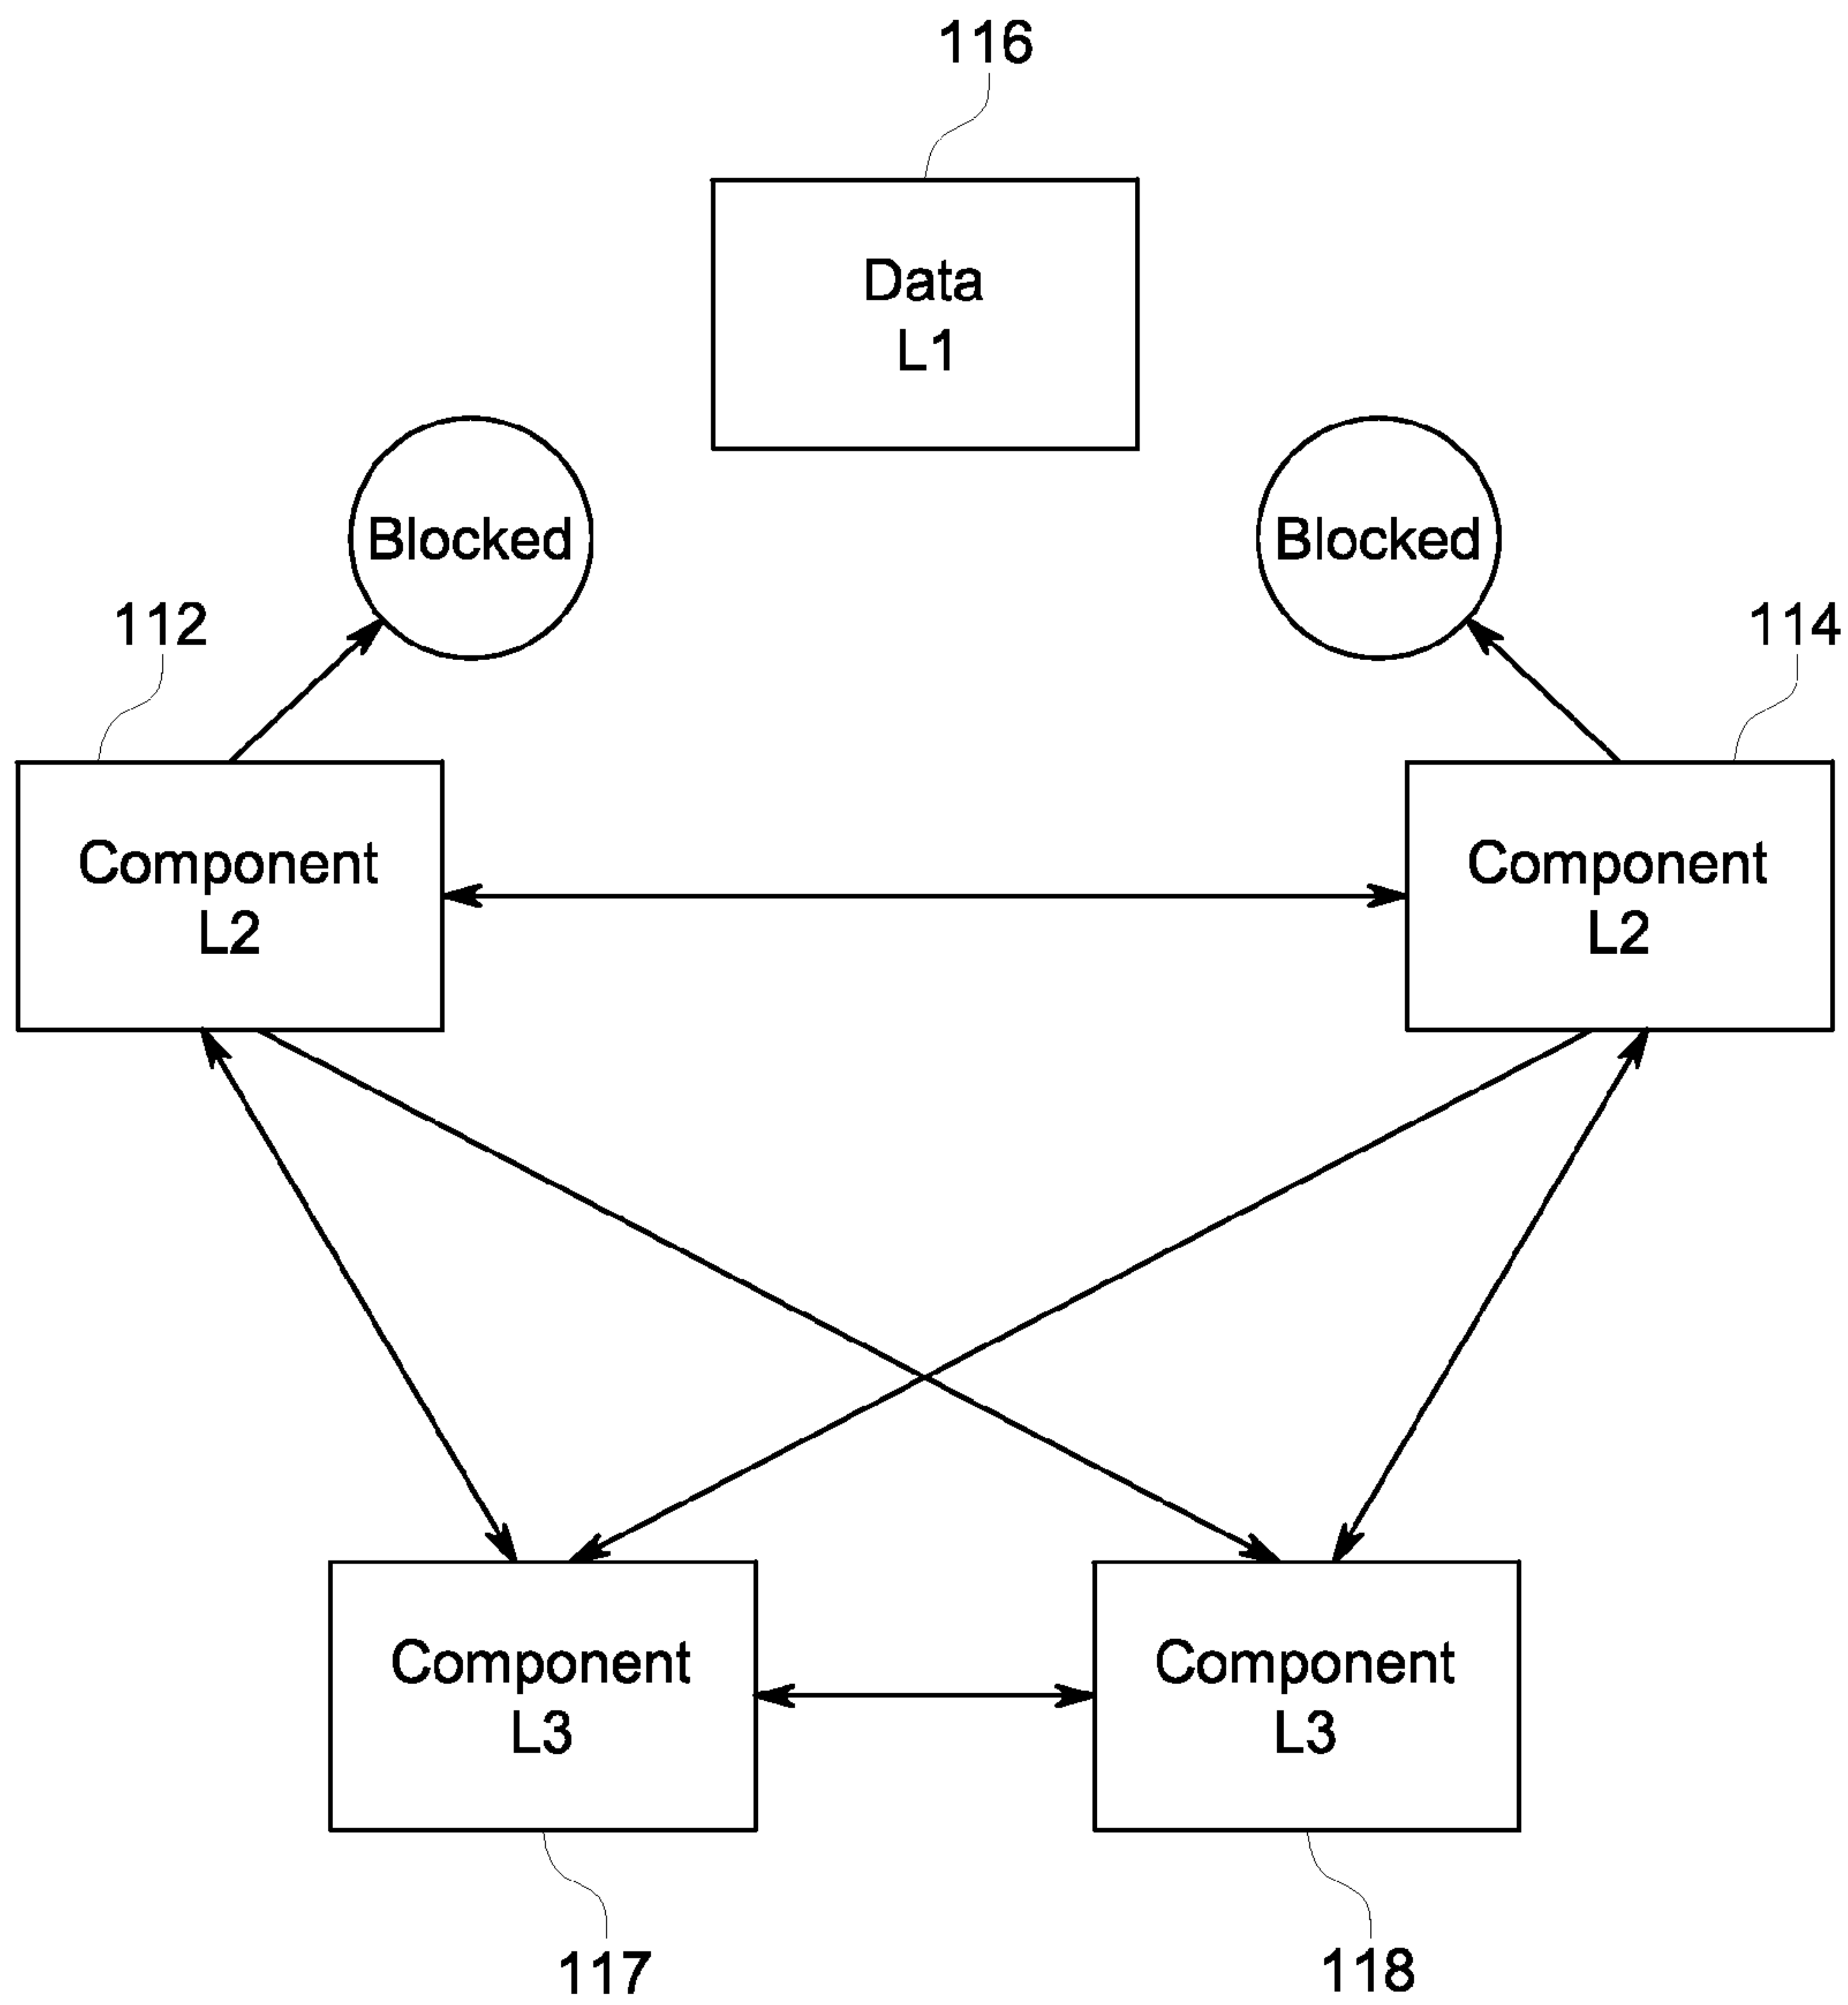 116
Data
L1
Blocked
Blocked
112
114
Component
L2
Component
L2
Component
L3
Component
L3
117
118